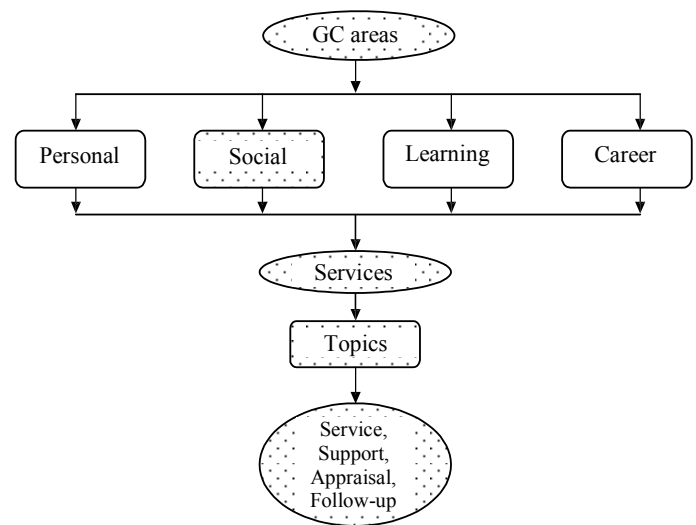 GC areas
Personal
Social
Learning
Career
Services
Topics
Service,
Support,
Appraisal,
Follow-up